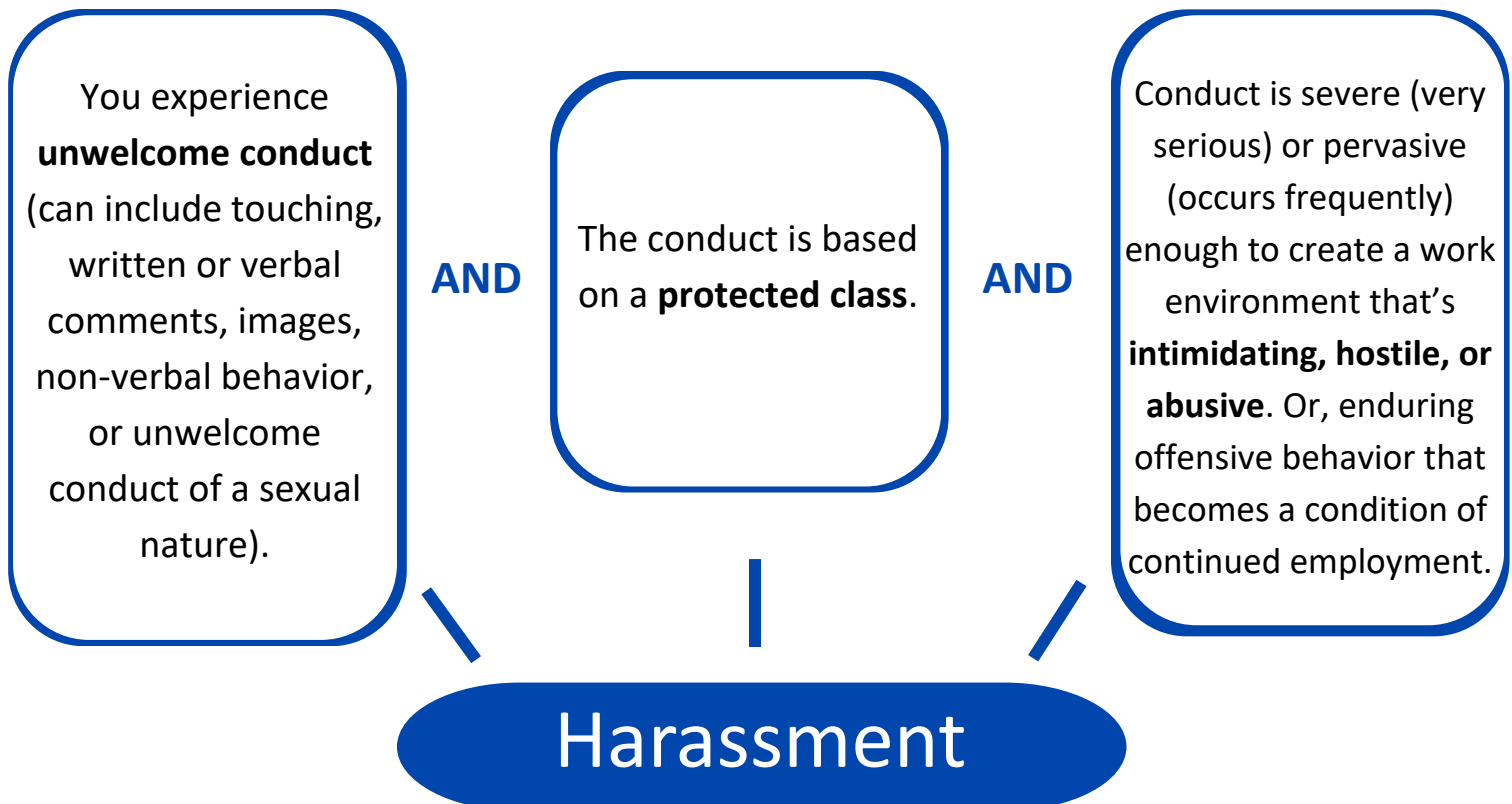 You experience
unwelcome conduct
(can include touching,
written or verbal
comments, images,
non-verbal behavior,
or unwelcome
conduct of a sexual
nature).
AND
The conduct is based
on a protected class.
AND
Conduct is severe (very
serious) or pervasive
(occurs frequently)
enough to create a work
environment that’s
intimidating, hostile, or
abusive. Or, enduring
offensive behavior that
becomes a condition of
continued employment.
Harassment